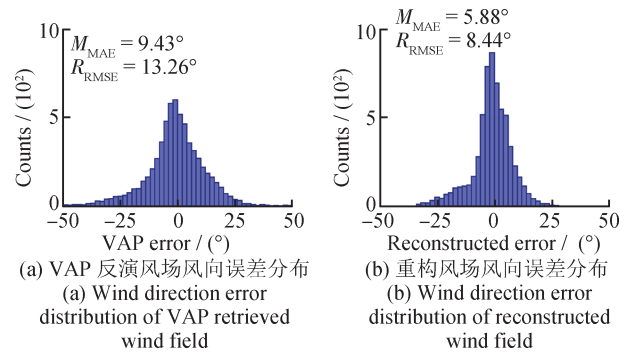 M_MAE = 9.43°
R_RMSE = 13.26°
10
5
0
Counts / (10²)
−50 −25 0 25 50
VAP error / (°)
(a) VAP 反演风场风向误差分布
(a) Wind direction error
distribution of VAP retrieved
wind field
M_MAE = 5.88°
R_RMSE = 8.44°
10
5
0
Counts / (10²)
−50 −25 0 25 50
Reconstructed error / (°)
(b) 重构风场风向误差分布
(b) Wind direction error
distribution of reconstructed
wind field